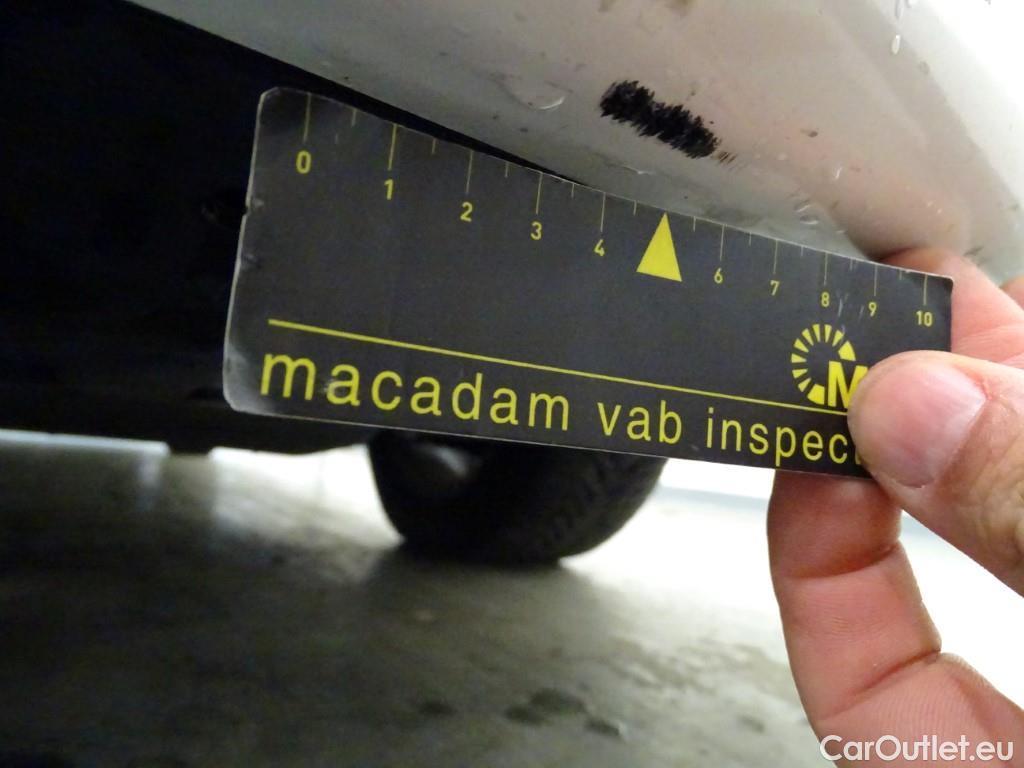 0 1 2 3 4 6 7 8 9 10
M
macadam vab inspec
CarOutlet.eu